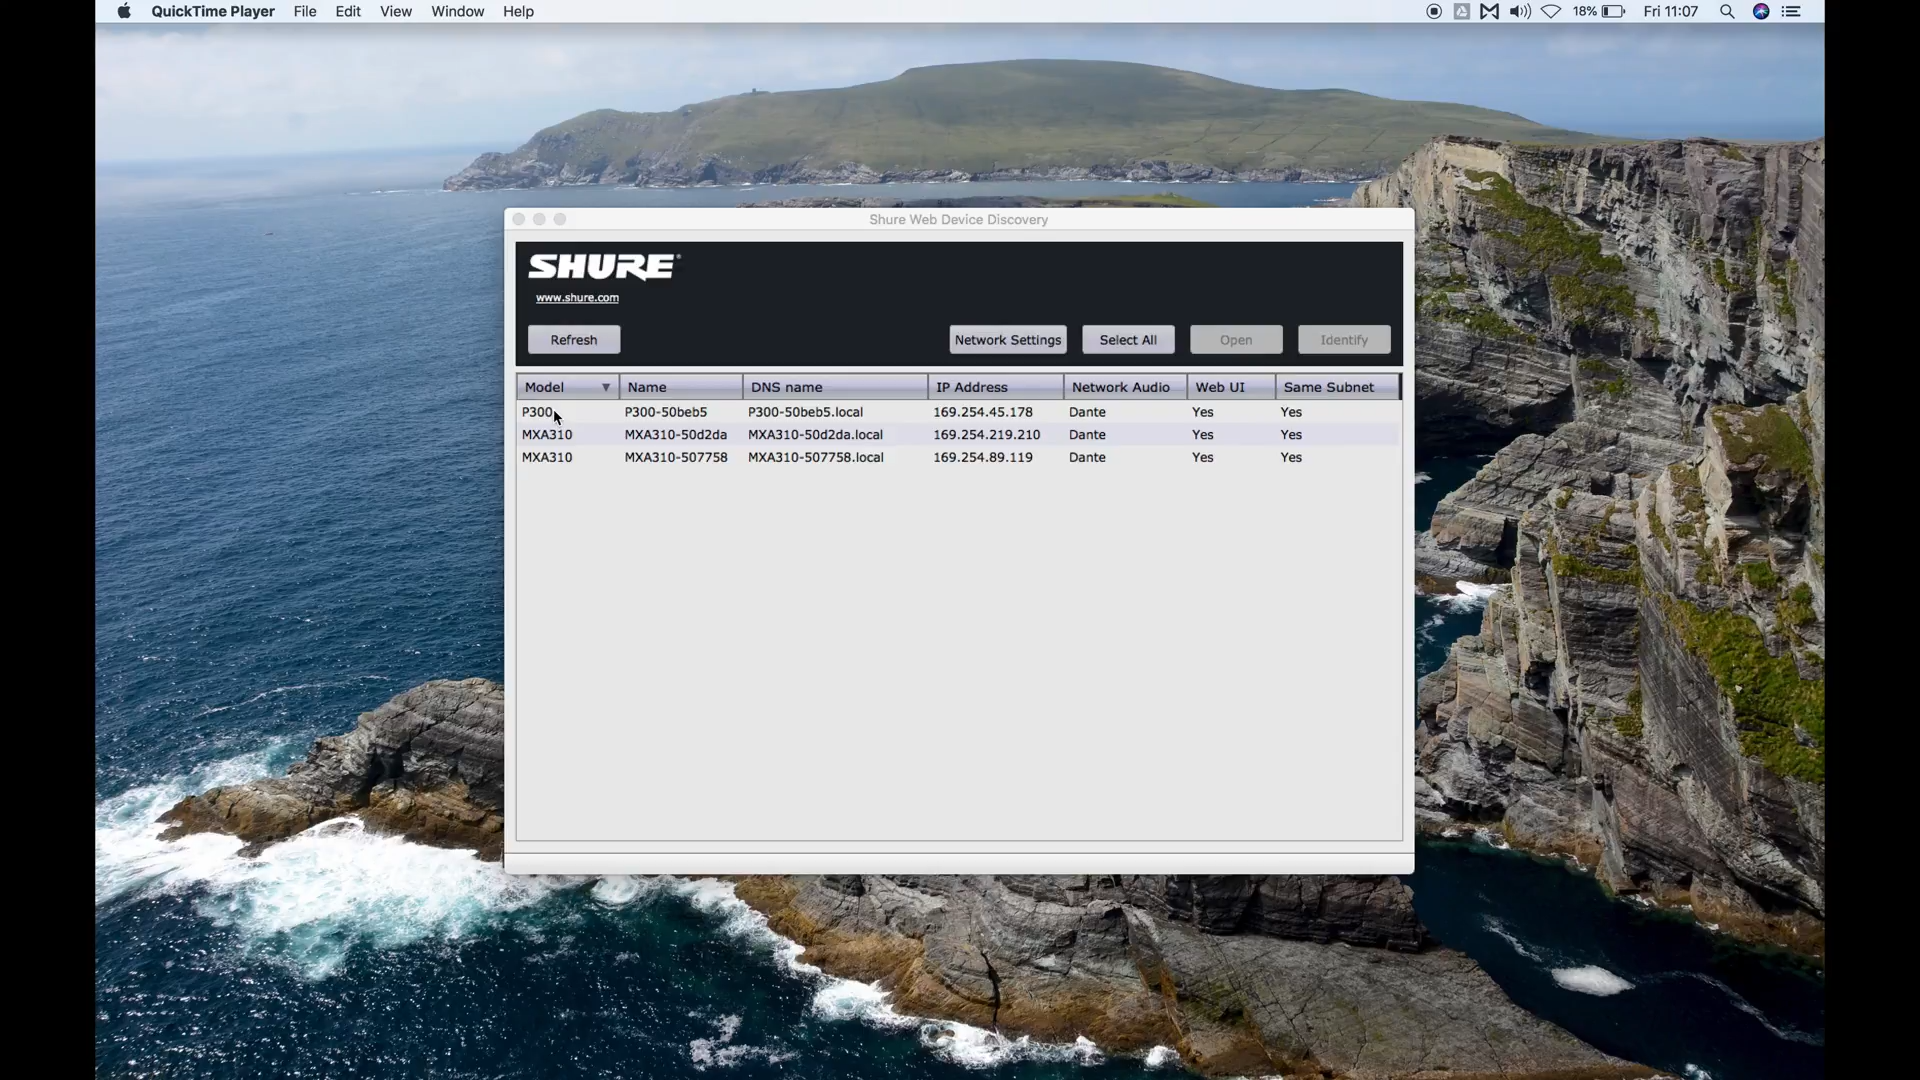 QuickTime Player File Edit View Window Help 18% Fri 11:07
Shure Web Device Discovery
SHURE
www.shure.com
Refresh Network Settings Select All Open Identify
Model Name DNS name IP Address Network Audio Web UI Same Subnet
P300 P300-50beb5 P300-50beb5.local 169.254.45.178 Dante Yes Yes
MXA310 MXA310-50d2da MXA310-50d2da.local 169.254.219.210 Dante Yes Yes
MXA310 MXA310-507758 MXA310-507758.local 169.254.89.119 Dante Yes Yes